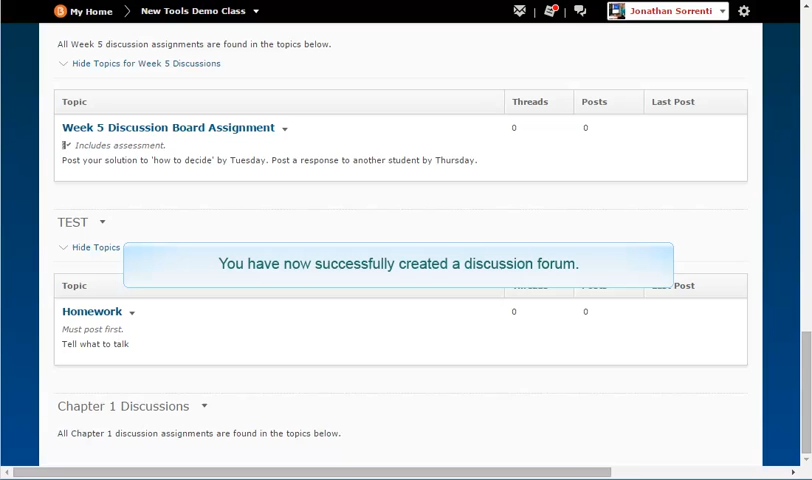 My Home
New Tools Demo Class
Jonathan Sorrenti
All Week 5 discussion assignments are found in the topics below.
Hide Topics for Week 5 Discussions
Topic Threads Posts Last Post
Week 5 Discussion Board Assignment 0 0
Includes assessment.
Post your solution to 'how to decide' by Tuesday. Post a response to another student by Thursday.
TEST
Hide Topics
You have now successfully created a discussion forum.
Topic Threads Posts Last Post
Homework 0 0
Must post first.
Tell what to talk
Chapter 1 Discussions
All Chapter 1 discussion assignments are found in the topics below.